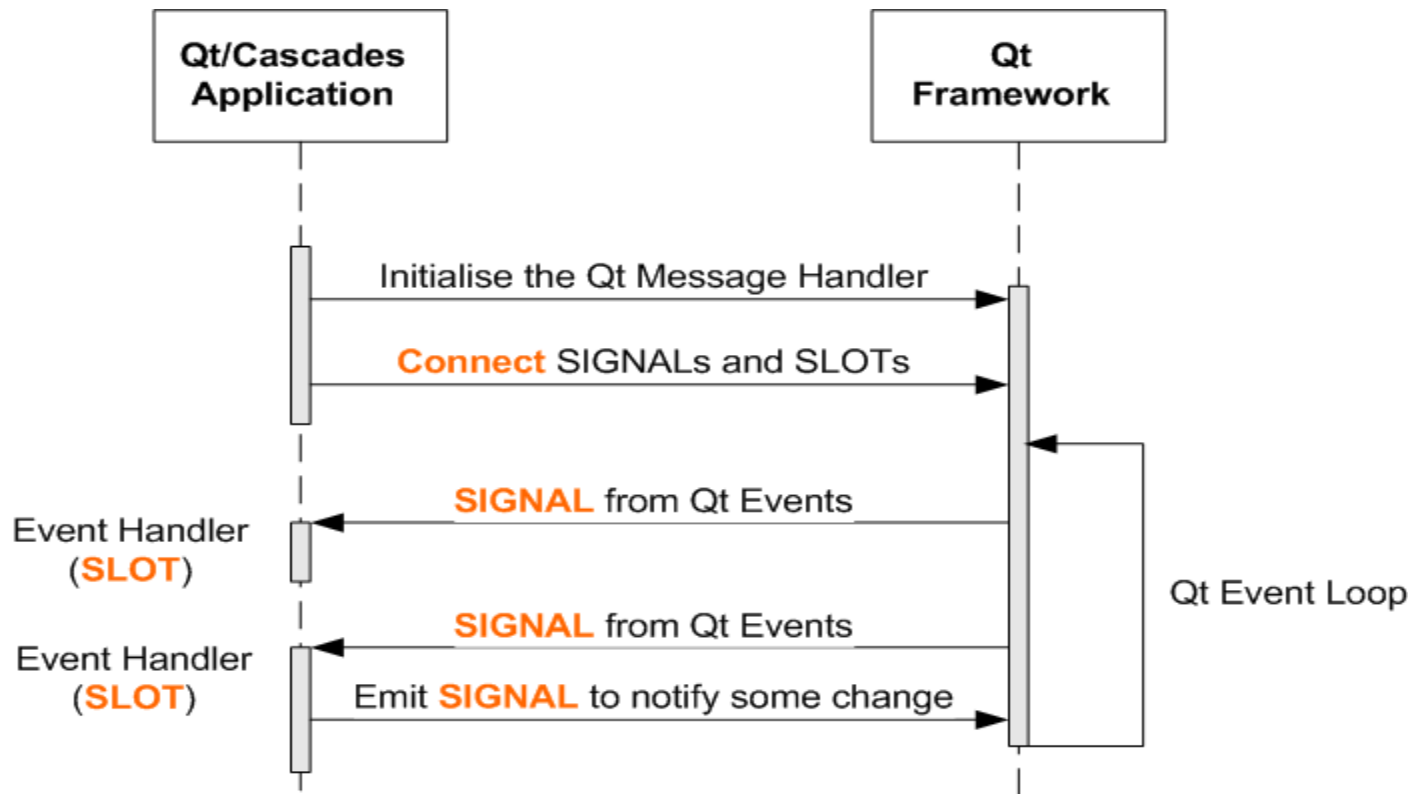 Qt/Cascades
Application
Qt
Framework
Initialise the Qt Message Handler
Connect SIGNALs and SLOTs
SIGNAL from Qt Events
Event Handler
(SLOT)
Qt Event Loop
SIGNAL from Qt Events
Event Handler
(SLOT)
Emit SIGNAL to notify some change